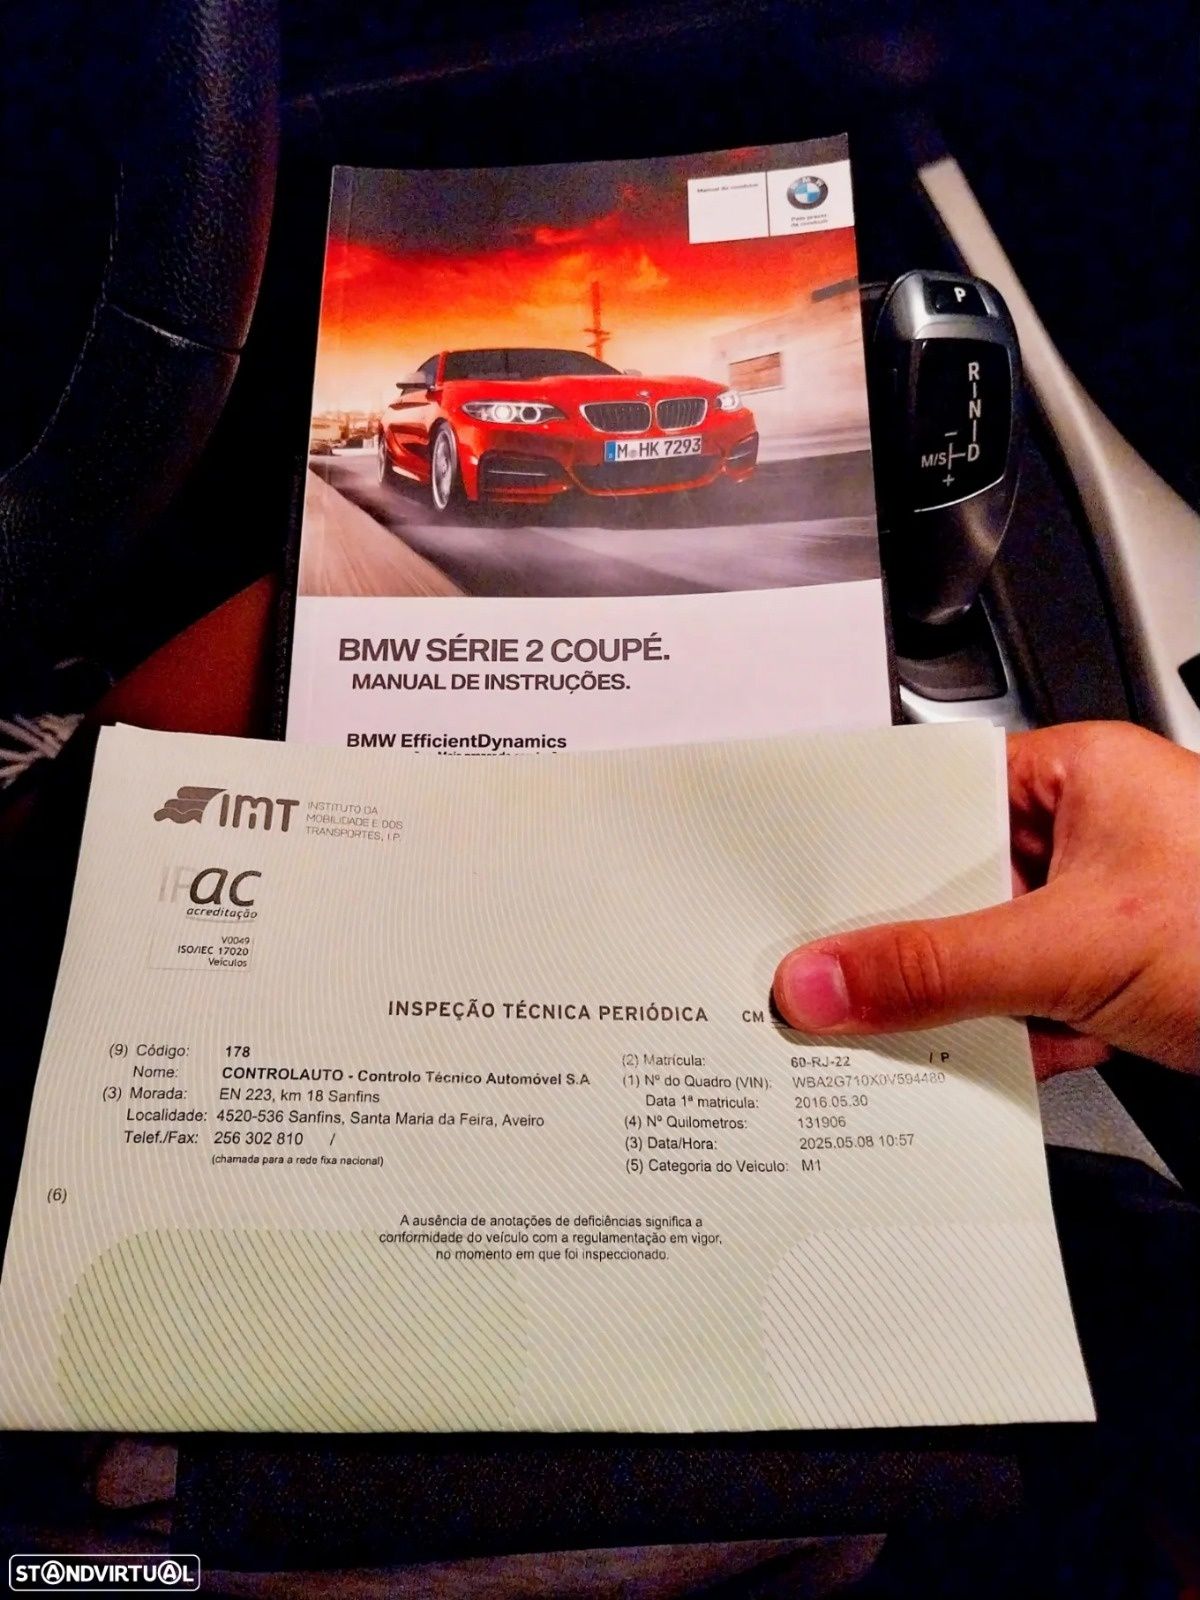 Manual do condutor
BMW
Pelo prazer
de conduzir
M HK 7293
P
R
N
D
M/S
+
BMW SÉRIE 2 COUPÉ.
MANUAL DE INSTRUÇÕES.
BMW EfficientDynamics
IMT INSTITUTO DA
MOBILIDADE E DOS
TRANSPORTES, I.P.
IPac
acreditação
V0049
ISO/IEC 17020
Veículos
INSPEÇÃO TÉCNICA PERIÓDICA CM
(9) Código: 178
Nome: CONTROLAUTO - Controlo Técnico Automóvel S.A
(3) Morada: EN 223, km 18 Sanfins
Localidade: 4520-536 Sanfins, Santa Maria da Feira, Aveiro
Telef./Fax: 256 302 810 /
(chamada para a rede fixa nacional)
(2) Matrícula: 60-RJ-22 / P
(1) Nº do Quadro (VIN): WBA2G710X0V594480
Data 1ª matricula: 2016.05.30
(4) Nº Quilometros: 131906
(3) Data/Hora: 2025.05.08 10:57
(5) Categoria do Veiculo: M1
(6)
A ausência de anotações de deficiências significa a
conformidade do veículo com a regulamentação em vigor,
no momento em que foi inspeccionado.
STANDVIRTUAL